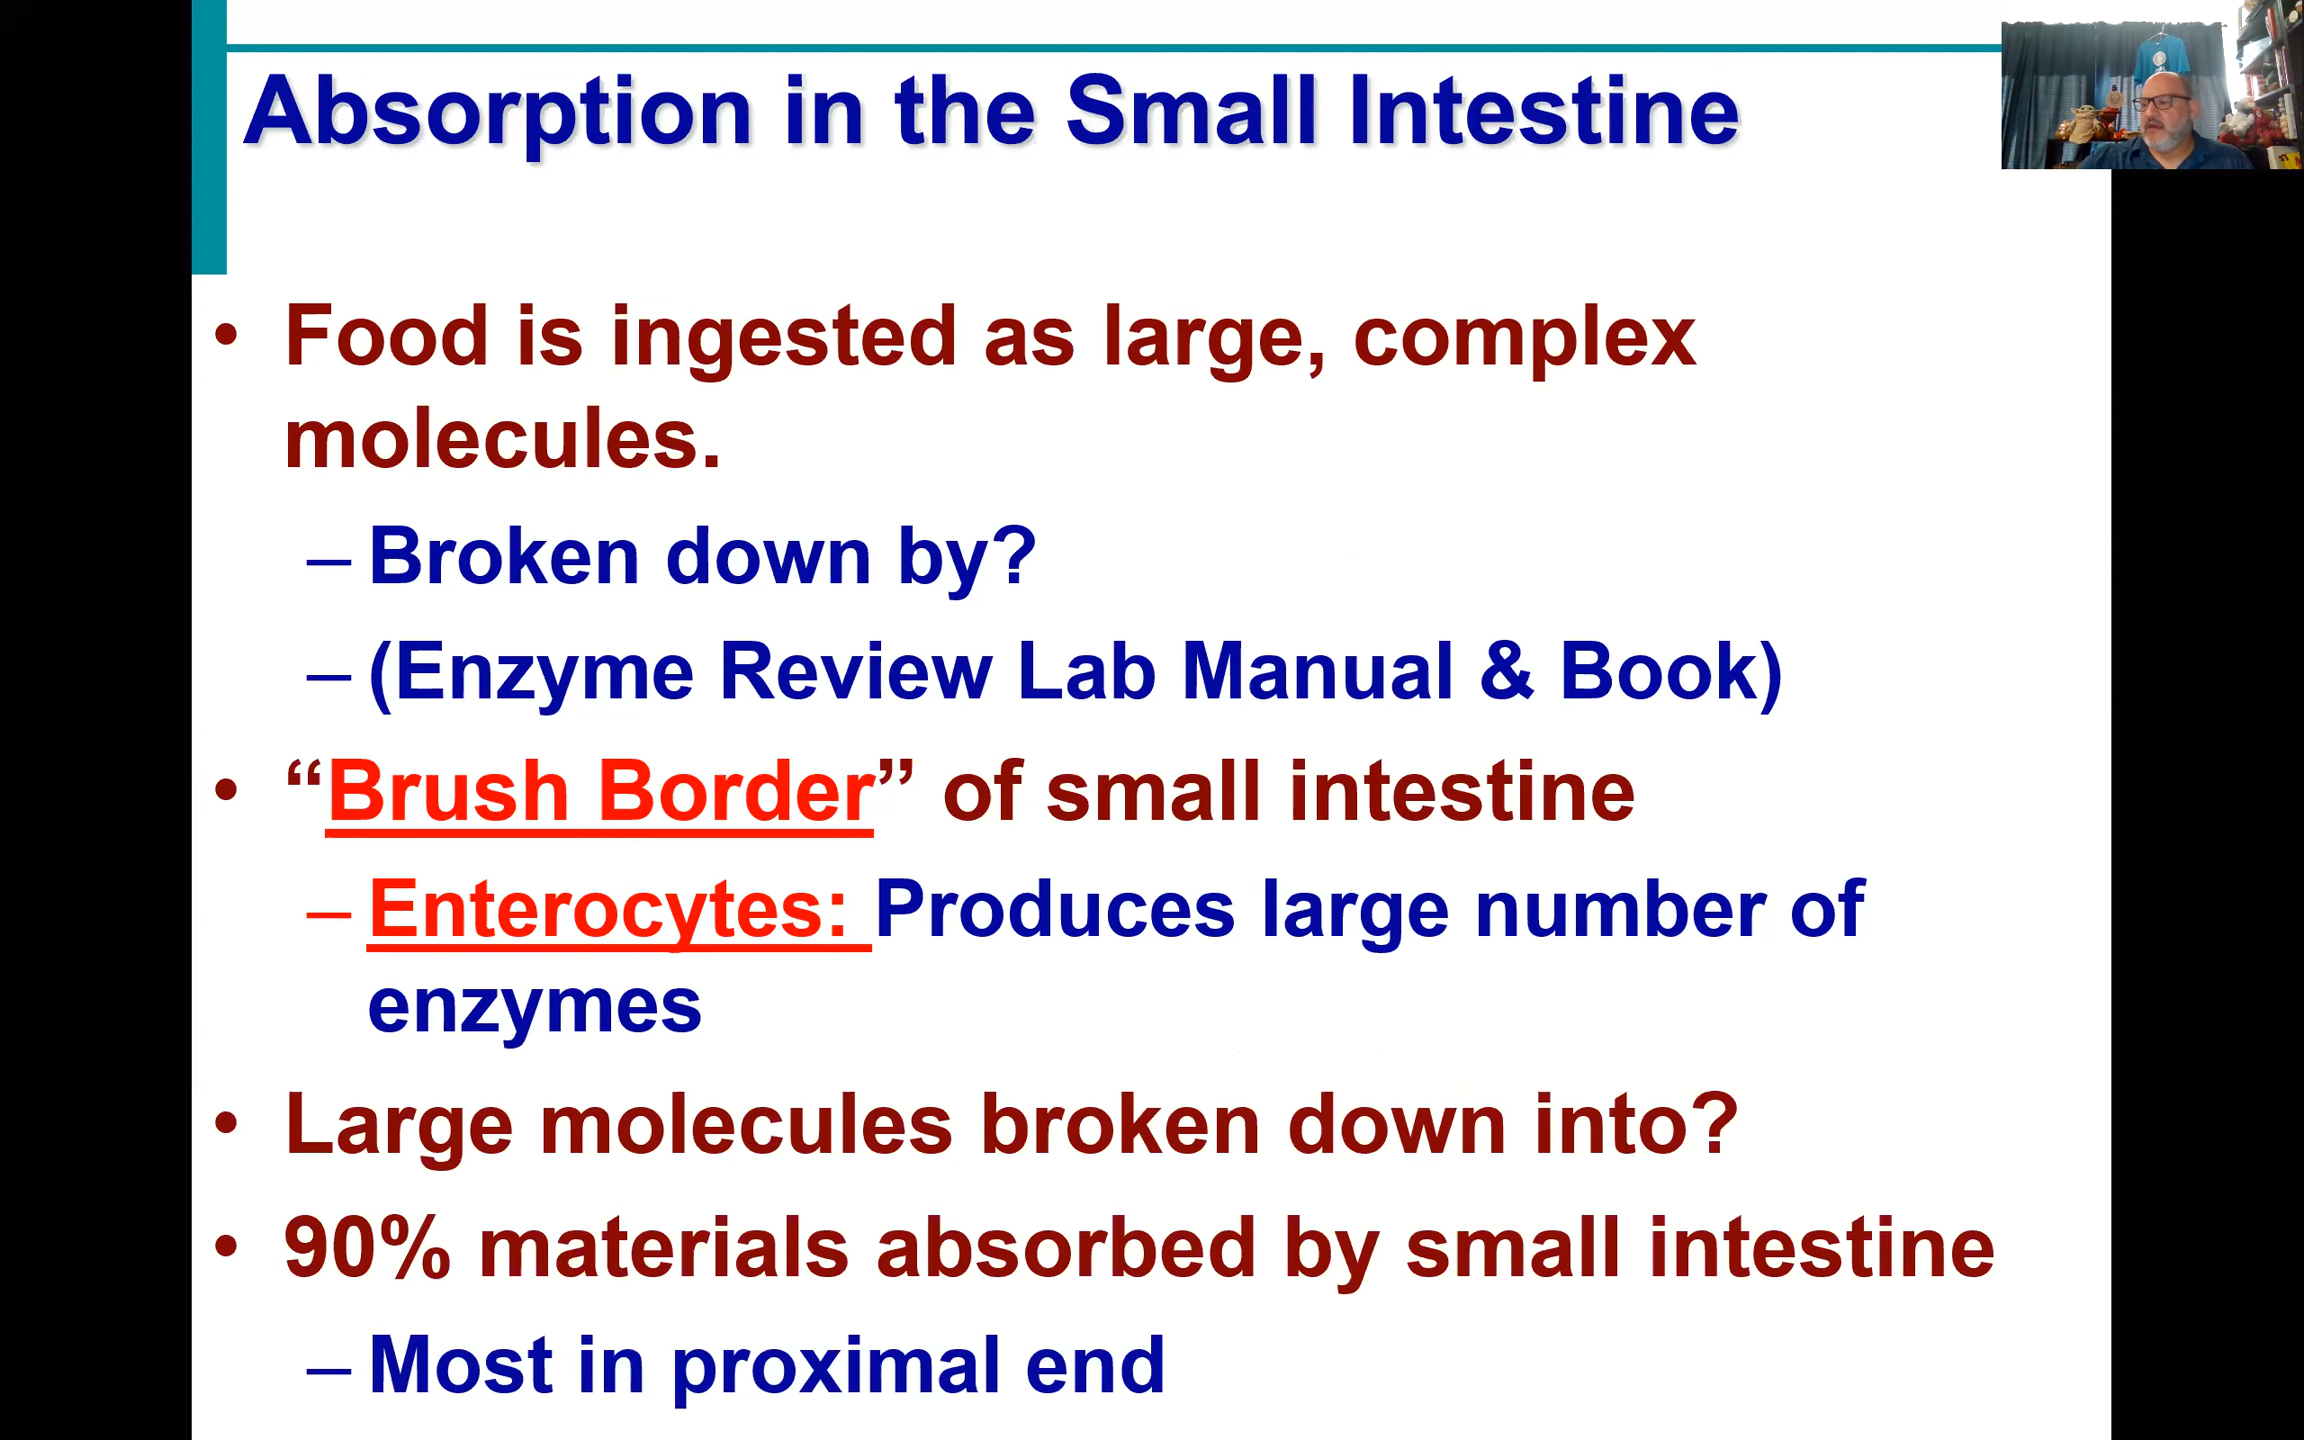 Absorption in the Small Intestine
• Food is ingested as large, complex
molecules.
– Broken down by?
– (Enzyme Review Lab Manual & Book)
• “Brush Border” of small intestine
– Enterocytes: Produces large number of
enzymes
• Large molecules broken down into?
• 90% materials absorbed by small intestine
– Most in proximal end